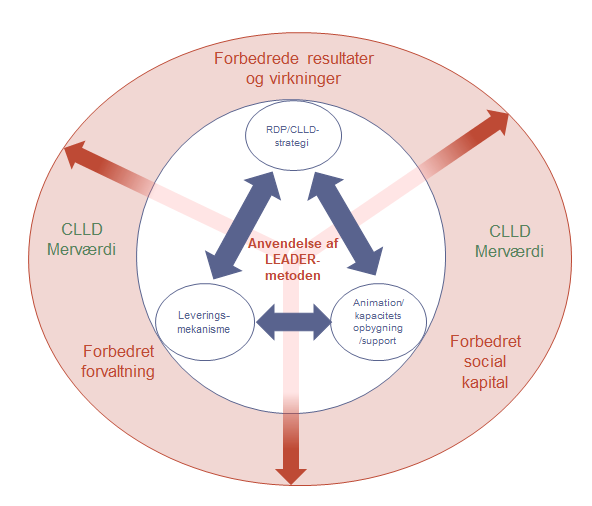 Forbedrede resultater
og virkninger
RDP/CLLD-
strategi
CLLD
Merværdi
CLLD
Merværdi
Anvendelse af
LEADER-
metoden
Leverings-
mekanisme
Animation/
kapacitets
opbygning
/support
Forbedret
forvaltning
Forbedret
social
kapital